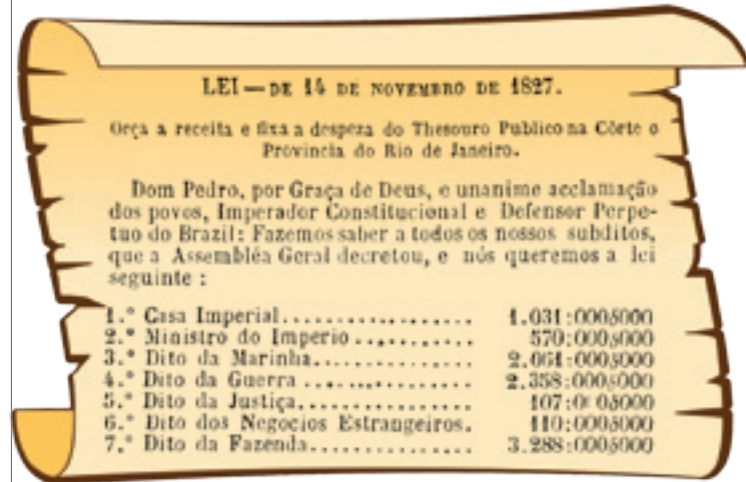 LEI — DE 14 DE NOVEMBRO DE 1827.
Orça a receita e fixa a despeza do Thesouro Publico na Côrte e
Provincia do Rio de Janeiro.
Dom Pedro, por Graça de Deus, e unanime acclamação
dos povos, Imperador Constitucional e Defensor Perpe-
tuo do Brazil: Fazemos saber a todos os nossos subditos,
que a Assembléa Geral decretou, e nós queremos a lei
seguinte :
1.° Casa Imperial................ 1.031:000$000
2.° Ministro do Imperio........... 570:000$000
3.° Dito da Marinha............... 2.061:000$000
4.° Dito da Guerra ............... 2.358:000$000
5.° Dito da Justiça............... 107:000$000
6.° Dito dos Negocios Estrangeiros. 110:000$000
7.° Dito da Fazenda............... 3.288:000$000